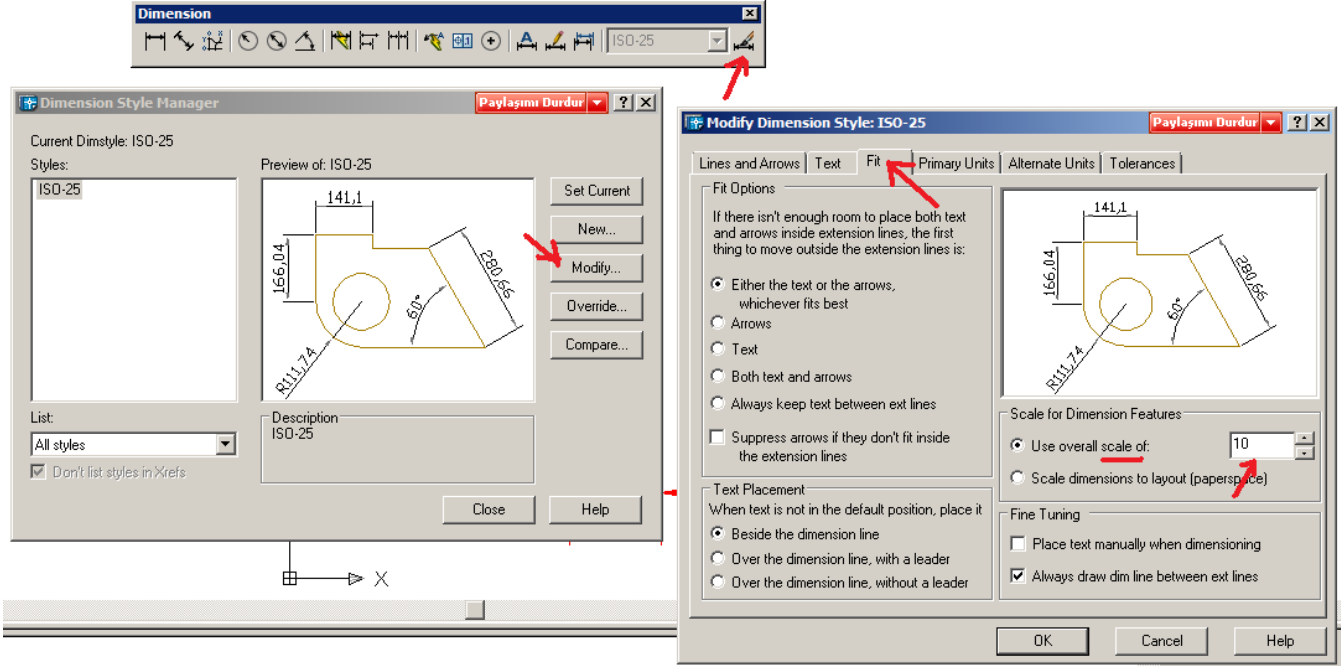 Dimension
ISO-25
Dimension Style Manager
Paylaşımı Durdur
Current Dimstyle: ISO-25
Styles:
ISO-25
Preview of: ISO-25
141,1
166,04
280,66
60°
R111,74
Set Current
New...
Modify...
Override...
Compare...
List:
All styles
Don't list styles in Xrefs
Description
ISO-25
Close
Help
X
Modify Dimension Style: ISO-25
Paylaşımı Durdur
Lines and Arrows
Text
Fit
Primary Units
Alternate Units
Tolerances
Fit Options
If there isn't enough room to place both text
and arrows inside extension lines, the first
thing to move outside the extension lines is:
Either the text or the arrows,
whichever fits best
Arrows
Text
Both text and arrows
Always keep text between ext lines
Suppress arrows if they don't fit inside
the extension lines
Text Placement
When text is not in the default position, place it
Beside the dimension line
Over the dimension line, with a leader
Over the dimension line, without a leader
141,1
166,04
280,66
60°
R111,74
Scale for Dimension Features
Use overall scale of:
10
Scale dimensions to layout (paperspace)
Fine Tuning
Place text manually when dimensioning
Always draw dim line between ext lines
OK
Cancel
Help